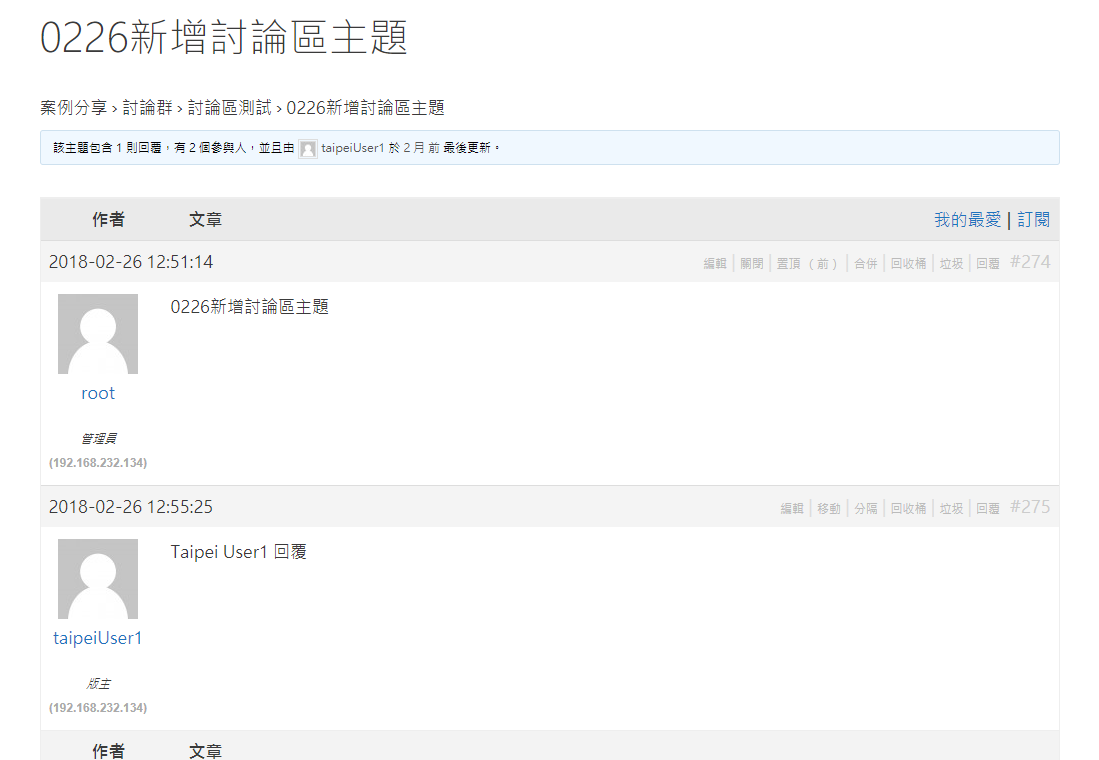 0226新增討論區主題
案例分享 › 討論群 › 討論區測試 › 0226新增討論區主題
該主題包含 1 則回覆，有 2 個參與人，並且由 taipeiUser1 於 2 月 前 最後更新。
作者 文章 我的最愛 | 訂閱
2018-02-26 12:51:14 編輯 | 關閉 | 置頂 （前） | 合併 | 回收桶 | 垃圾 | 回覆 #274
0226新增討論區主題
root
管理員
(192.168.232.134)
2018-02-26 12:55:25 編輯 | 移動 | 分隔 | 回收桶 | 垃圾 | 回覆 #275
Taipei User1 回覆
taipeiUser1
版主
(192.168.232.134)
作者 文章